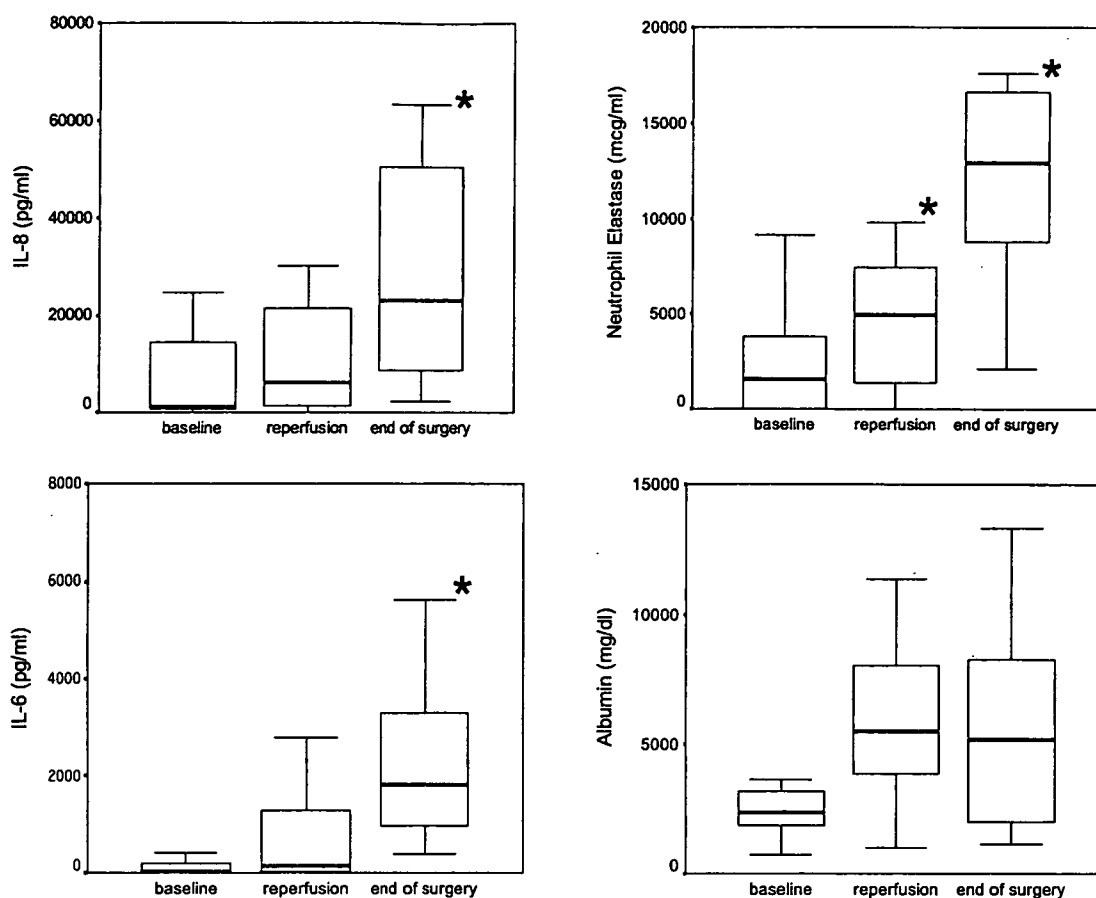 IL-8 (pg/ml)
80000
60000
40000
20000
0
*
baseline reperfusion end of surgery
Neutrophil Elastase (mcg/ml)
20000
15000
10000
5000
0
*
*
baseline reperfusion end of surgery
IL-6 (pg/ml)
8000
6000
4000
2000
0
*
baseline reperfusion end of surgery
Albumin (mg/dl)
15000
10000
5000
0
baseline reperfusion end of surgery